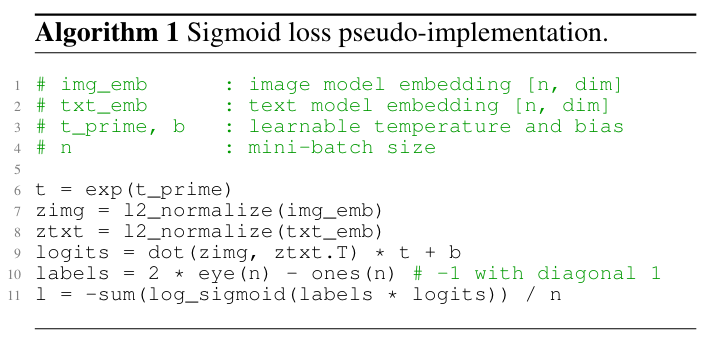 Algorithm 1 Sigmoid loss pseudo-implementation.
1 # img_emb : image model embedding [n, dim]
2 # txt_emb : text model embedding [n, dim]
3 # t_prime, b : learnable temperature and bias
4 # n : mini-batch size
5
6 t = exp(t_prime)
7 zimg = l2_normalize(img_emb)
8 ztxt = l2_normalize(txt_emb)
9 logits = dot(zimg, ztxt.T) * t + b
10 labels = 2 * eye(n) - ones(n) # -1 with diagonal 1
11 l = -sum(log_sigmoid(labels * logits)) / n